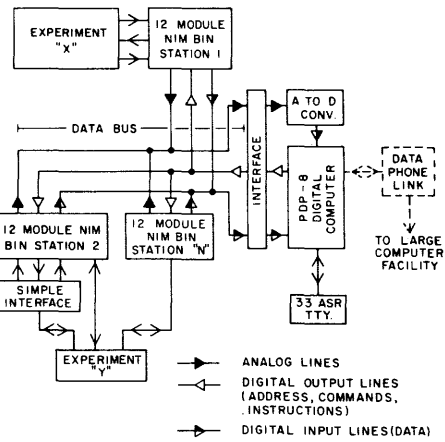 EXPERIMENT
"X"
12 MODULE
NIM BIN
STATION 1
DATA BUS
INTERFACE
A TO D
CONV.
PDP-8
DIGITAL
COMPUTER
DATA
PHONE
LINK
TO LARGE
COMPUTER
FACILITY
12 MODULE NIM
BIN STATION 2
12 MODULE NIM
BIN STATION "N"
SIMPLE
INTERFACE
33 ASR
TTY.
EXPERIMENT
"Y"
ANALOG LINES
DIGITAL OUTPUT LINES
(ADDRESS, COMMANDS,
INSTRUCTIONS)
DIGITAL INPUT LINES(DATA)